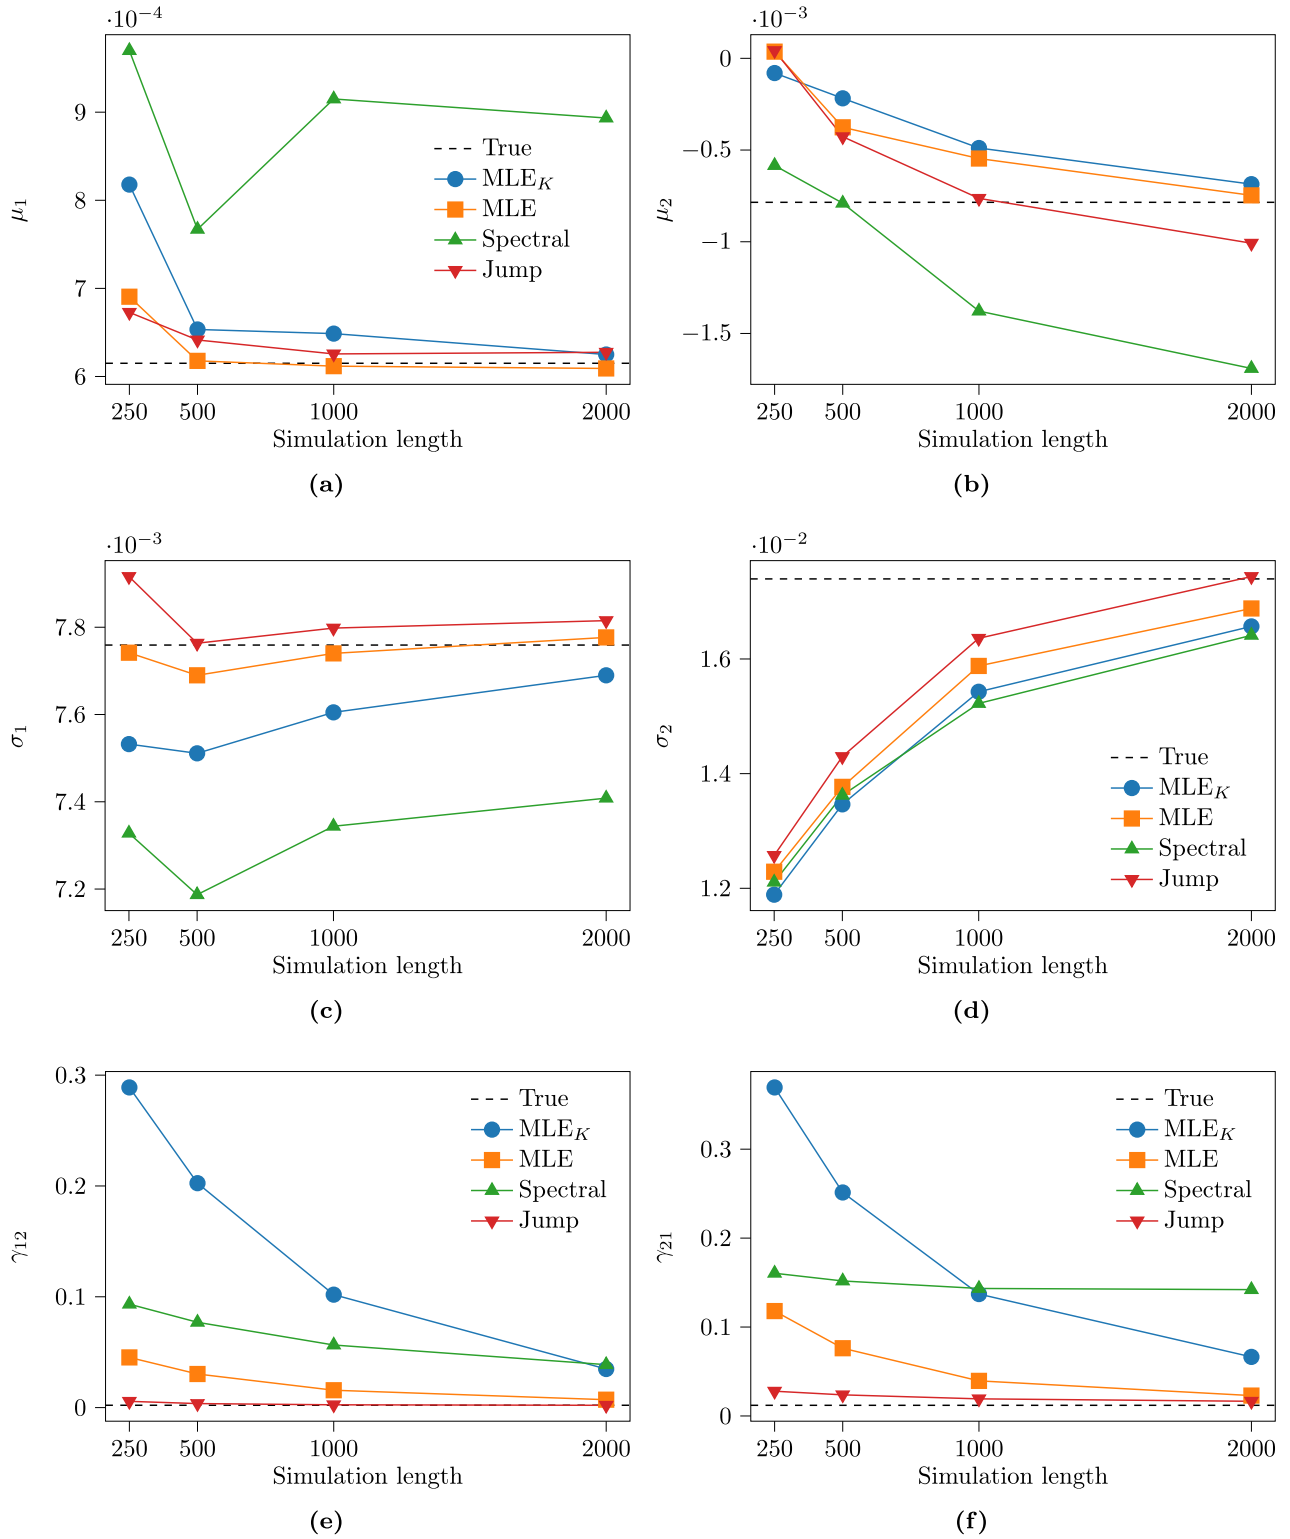 ·10−4
9
8
7
6
μ1
True
MLEK
MLE
Spectral
Jump
250 500 1000 2000
Simulation length
(a)
·10−3
0
−0.5
−1
−1.5
μ2
250 500 1000 2000
Simulation length
(b)
·10−3
7.8
7.6
7.4
7.2
σ1
250 500 1000 2000
Simulation length
(c)
·10−2
1.6
1.4
1.2
σ2
True
MLEK
MLE
Spectral
Jump
250 500 1000 2000
Simulation length
(d)
0.3
0.2
0.1
0
γ12
True
MLEK
MLE
Spectral
Jump
250 500 1000 2000
Simulation length
(e)
0.3
0.2
0.1
0
γ21
True
MLEK
MLE
Spectral
Jump
250 500 1000 2000
Simulation length
(f)